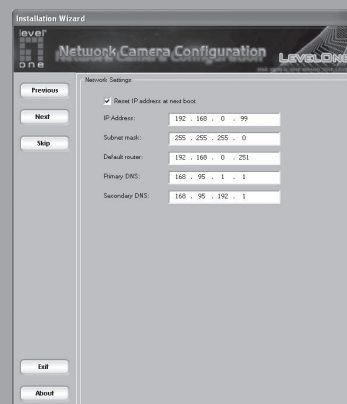 Installation Wizard
level
one
Network Camera Configuration
LEVELONE
Previous
Next
Skip
Exit
About
Network Settings
Reset IP address at next boot
IP Address: 192 . 168 . 0 . 99
Subnet mask: 255 . 255 . 255 . 0
Default router: 192 . 168 . 0 . 251
Primary DNS: 168 . 95 . 1 . 1
Secondary DNS: 168 . 95 . 192 . 1